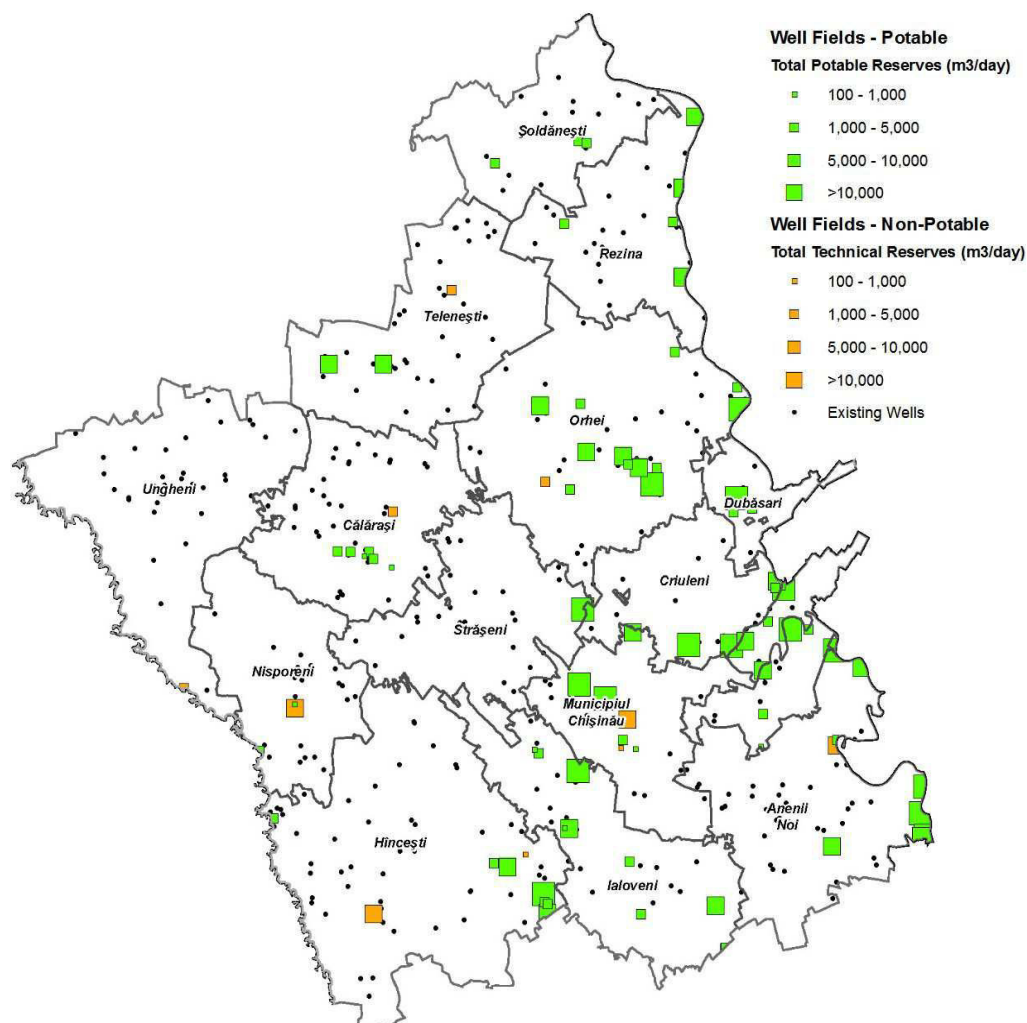 Well Fields - Potable
Total Potable Reserves (m3/day)
100 - 1,000
1,000 - 5,000
5,000 - 10,000
>10,000
Well Fields - Non-Potable
Total Technical Reserves (m3/day)
100 - 1,000
1,000 - 5,000
5,000 - 10,000
>10,000
Existing Wells
Şoldăneşti
Rezina
Teleneşti
Orhei
Ungheni
Călăraşi
Dubăsari
Criuleni
Străşeni
Nisporeni
Municipiul
Chişinău
Anenii
Noi
Hînceşti
Ialoveni